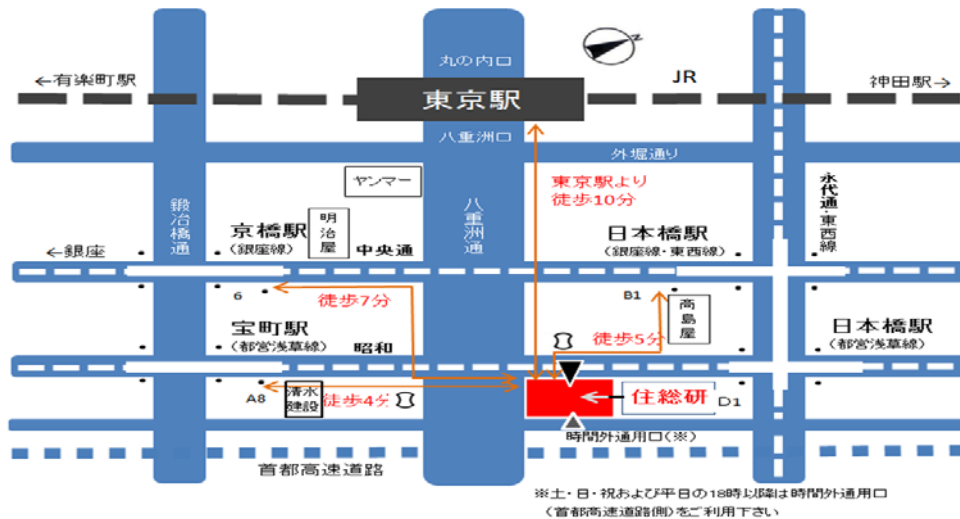 丸の内口
N
JR
←有楽町駅
東京駅
神田駅→
八重洲口
外堀通り
ヤンマー
東京駅より
徒歩10分
永代通・東西線
鍛冶橋通
八重洲通
明治屋
京橋駅
(銀座線)
←銀座
中央通
日本橋駅
(銀座線・東西線)
6
徒歩7分
B1
高島屋
宝町駅
(都営浅草線)
昭和
徒歩5分
日本橋駅
(都営浅草線)
A8
清水
建設
徒歩4分
住総研
D1
時間外通用口(※)
首都高速道路
※土・日・祝および平日の18時以降は時間外通用口
(首都高速道路側)をご利用下さい